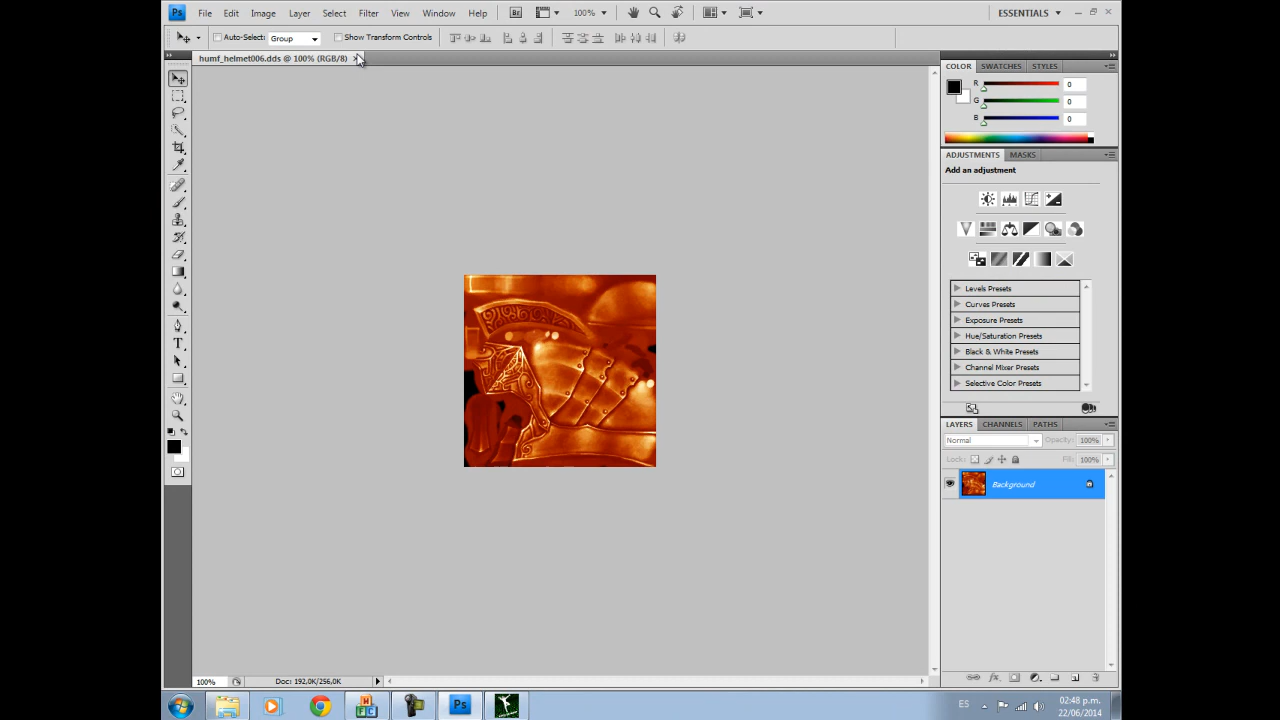 Ps File Edit Image Layer Select Filter View Window Help Br 100% ESSENTIALS
Auto-Select: Group Show Transform Controls
humf_helmet006.dds @ 100% (RGB/8)
COLOR SWATCHES STYLES
R 0
G 0
B 0
ADJUSTMENTS MASKS
Add an adjustment
Levels Presets
Curves Presets
Exposure Presets
Hue/Saturation Presets
Black & White Presets
Channel Mixer Presets
Selective Color Presets
LAYERS CHANNELS PATHS
Normal Opacity: 100%
Lock: Fill: 100%
Background
T
100% Doc: 192,0K/256,0K
Ps ES 02:48 p.m.
22/06/2014